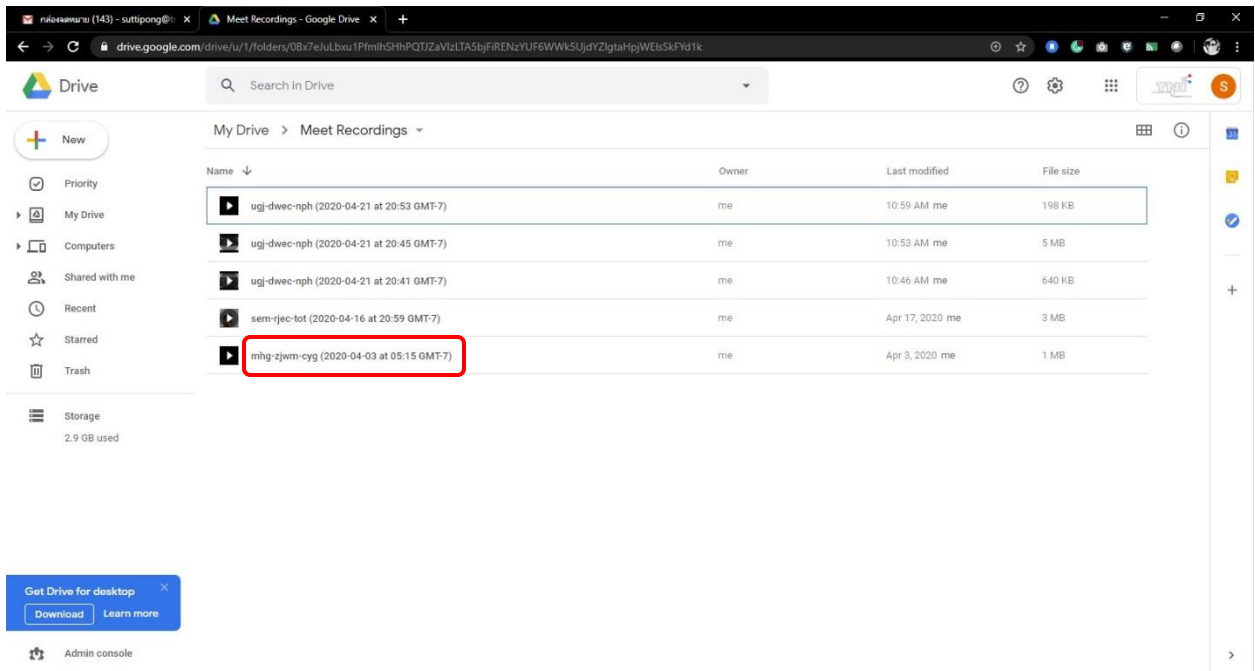 กล่องจดหมาย (143) - suttipong@t
Meet Recordings - Google Drive
drive.google.com/drive/u/1/folders/
Drive
Search in Drive
S
New
My Drive > Meet Recordings
31
Name Owner Last modified File size
Priority
ugj-dwec-nph (2020-04-21 at 20:53 GMT-7) me 10:59 AM me 198 KB
My Drive
ugj-dwec-nph (2020-04-21 at 20:45 GMT-7) me 10:53 AM me 5 MB
Computers
ugj-dwec-nph (2020-04-21 at 20:41 GMT-7) me 10:46 AM me 640 KB
Shared with me
Recent
sem-rjec-tot (2020-04-16 at 20:59 GMT-7) me Apr 17, 2020 me 3 MB
Starred
mhg-zjwm-cyg (2020-04-03 at 05:15 GMT-7) me Apr 3, 2020 me 1 MB
Trash
Storage
2.9 GB used
Get Drive for desktop
Download Learn more
Admin console